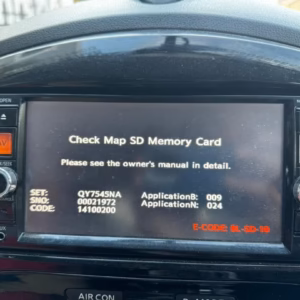 OPEN
Check Map SD Memory Card
Please see the owner's manual in detail.
SET: QY7545NA ApplicationB: 009
SNO: 00021972 ApplicationN: 024
CODE: 14100200
E-CODE: BL-SD-10
AIR CON